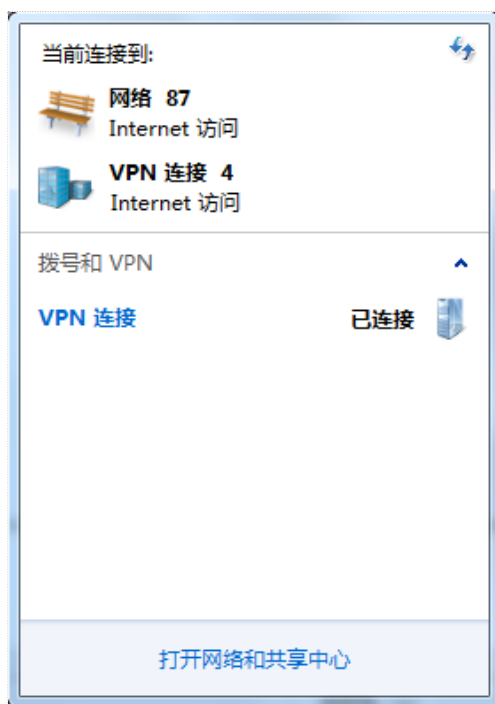 当前连接到:
网络 87
Internet 访问
VPN 连接 4
Internet 访问
拨号和 VPN
VPN 连接 已连接
打开网络和共享中心